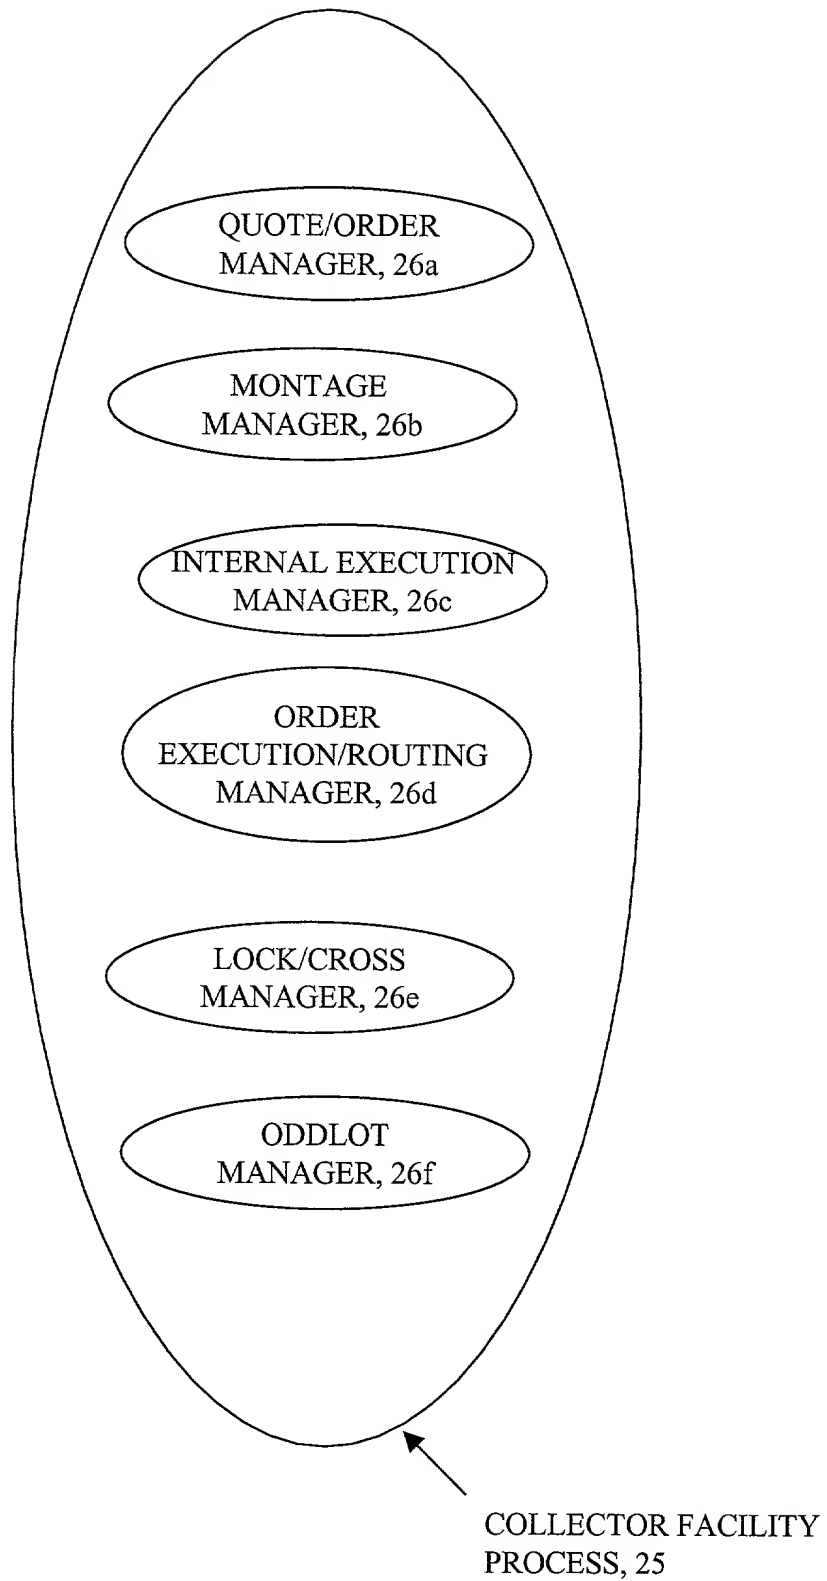 QUOTE/ORDER
MANAGER, 26a
MONTAGE
MANAGER, 26b
INTERNAL EXECUTION
MANAGER, 26c
ORDER
EXECUTION/ROUTING
MANAGER, 26d
LOCK/CROSS
MANAGER, 26e
ODDLOT
MANAGER, 26f
COLLECTOR FACILITY
PROCESS, 25